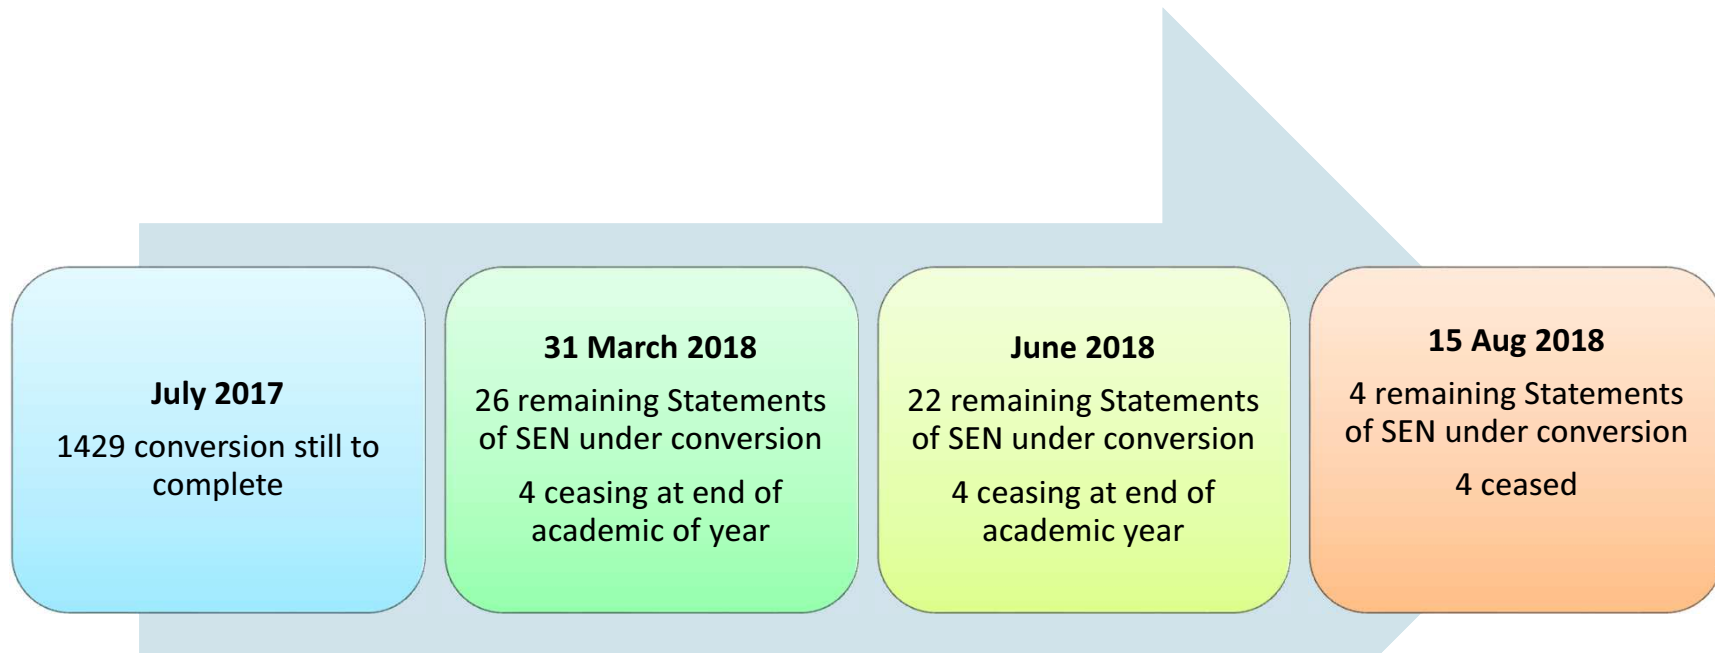 July 2017
1429 conversion still to
complete
31 March 2018
26 remaining Statements
of SEN under conversion
4 ceasing at end of
academic of year
June 2018
22 remaining Statements
of SEN under conversion
4 ceasing at end of
academic year
15 Aug 2018
4 remaining Statements
of SEN under conversion
4 ceased